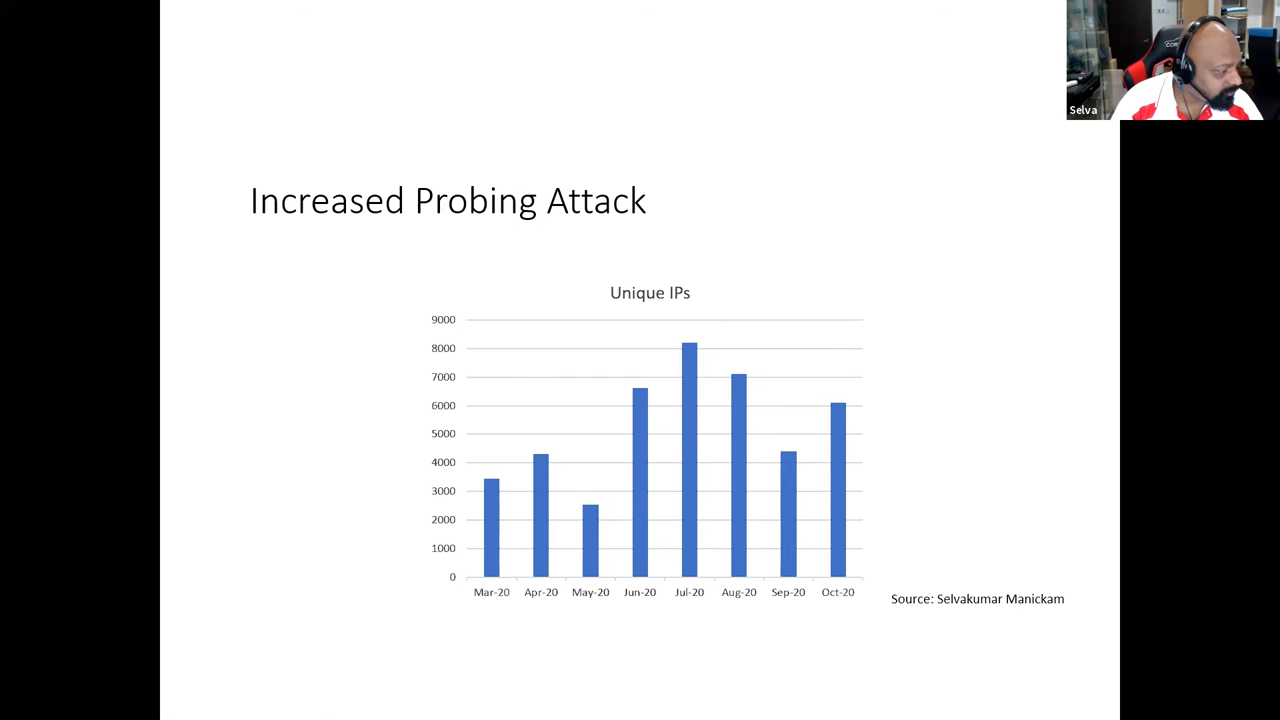 Selva
Increased Probing Attack
Unique IPs
9000
8000
7000
6000
5000
4000
3000
2000
1000
0
Mar-20 Apr-20 May-20 Jun-20 Jul-20 Aug-20 Sep-20 Oct-20
Source: Selvakumar Manickam